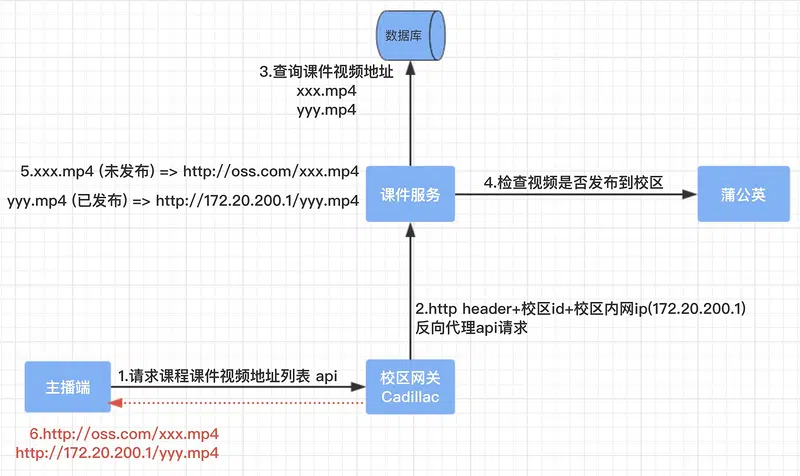 数据库
3.查询课件视频地址
xxx.mp4
yyy.mp4
5.xxx.mp4 (未发布) => http://oss.com/xxx.mp4
yyy.mp4 (已发布) => http://172.20.200.1/yyy.mp4
课件服务
4.检查视频是否发布到校区
蒲公英
2.http header+校区id+校区内网ip(172.20.200.1)
反向代理api请求
主播端
1.请求课程课件视频地址列表 api
校区网关
Cadillac
6.http://oss.com/xxx.mp4
http://172.20.200.1/yyy.mp4